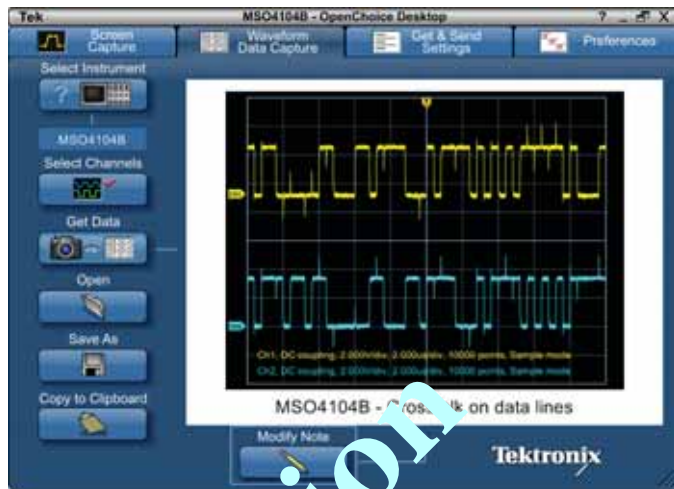 Tek MSO4104B - OpenChoice Desktop ? _ X
Screen Capture
Waveform Data Capture
Get & Send Settings
Preferences
Select Instrument
?
MSO4104B
Select Channels
Get Data
Open
Save As
Copy to Clipboard
Ch1, DC coupling, 2.000V/div, 2.000us/div, 10000 points, Sample mode
Ch2, DC coupling, 2.000V/div, 2.000us/div, 10000 points, Sample mode
MSO4104B - on data lines
Modify Note
Tektronix
ion